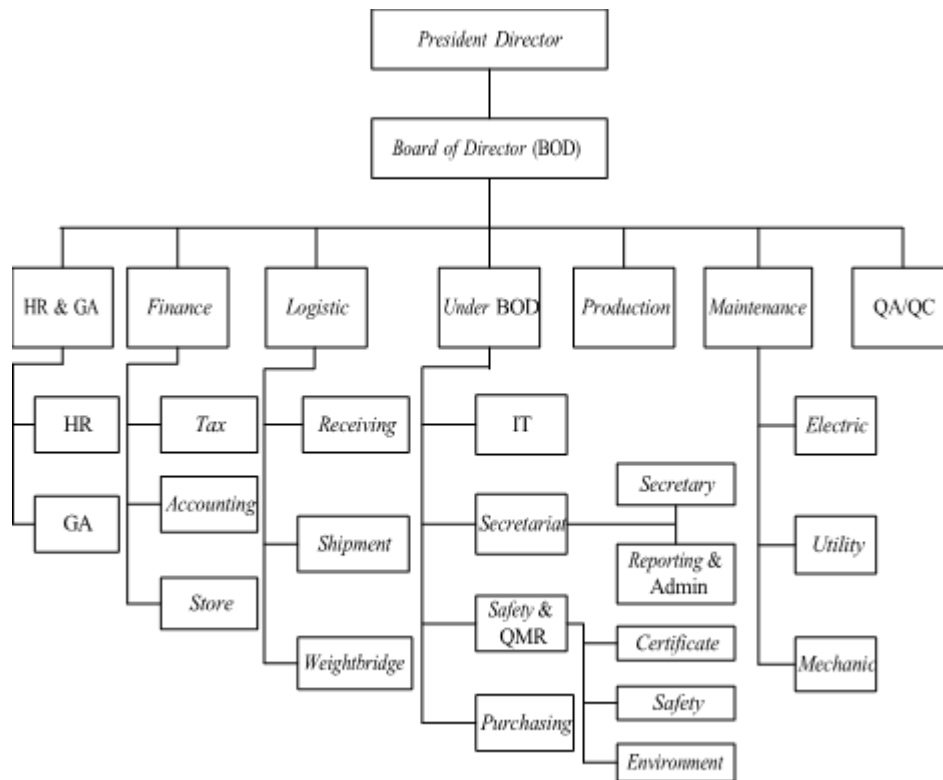 President Director
Board of Director (BOD)
HR & GA
Finance
Logistic
Under BOD
Production
Maintenance
QA/QC
HR
Tax
Receiving
IT
Electric
Secretary
GA
Accounting
Shipment
Secretariat
Reporting &
Admin
Utility
Store
Safety &
QMR
Certificate
Weightbridge
Mechanic
Safety
Purchasing
Environment